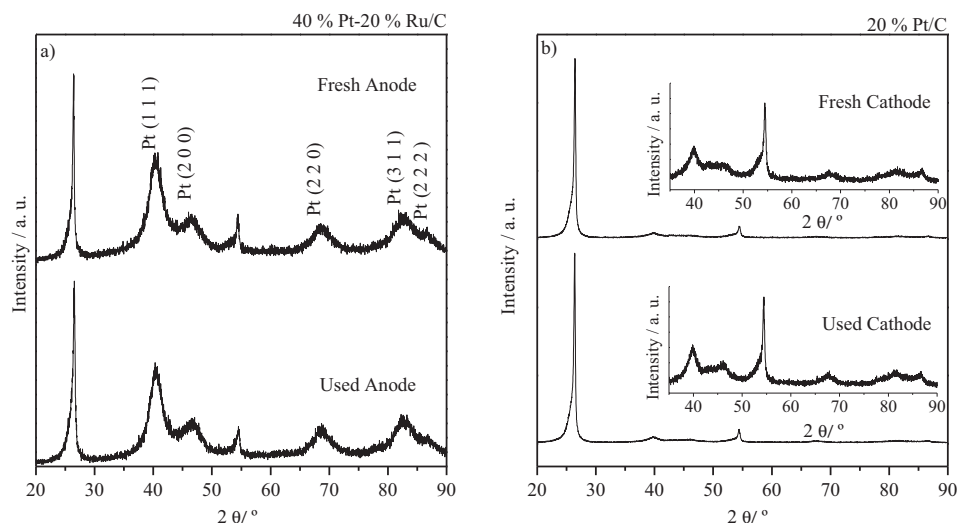 40 % Pt-20 % Ru/C
a)
Fresh Anode
Pt (1 1 1)
Pt (2 0 0)
Pt (2 2 0)
Pt (3 1 1)
Pt (2 2 2 )
Used Anode
Intensity / a. u.
20 30 40 50 60 70 80 90
2 θ/ º
20 % Pt/C
b)
Fresh Cathode
Intensity / a. u.
40 50 60 70 80 90
2 θ/ º
Used Cathode
Intensity / a. u.
40 50 60 70 80 90
2 θ/ º
Intensity / a. u.
20 30 40 50 60 70 80 90
2 θ/ º